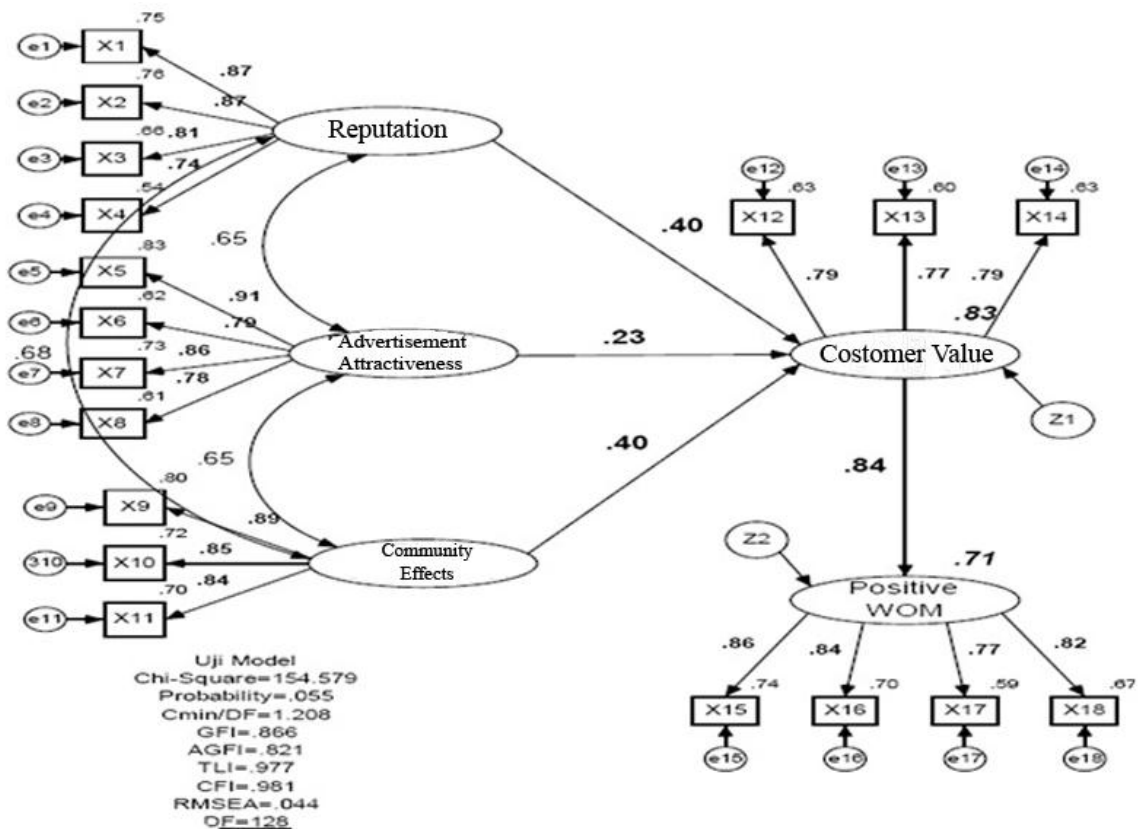 .75
e1
X1
.87
.76
e2
X2
.87
.66
e3
X3
.81
.74
.54
e4
X4
Reputation
.65
.83
e5
X5
.91
.62
e6
X6
.79
.73
e7
X7
.86
.78
.61
e8
X8
.68
Advertisement
Attractiveness
.65
.80
e9
X9
.89
.72
310
X10
.85
.70
.84
e11
X11
Community
Effects
.40
.23
.40
e12
e13
e14
.63
.60
.63
X12
X13
X14
.79
.77
.79
.83
Costomer Value
Z1
.84
Z2
.71
Positive
WOM
.86
.84
.77
.82
.74
.70
.59
.67
X15
X16
X17
X18
e15
e16
e17
e18
Uji Model
Chi-Square=154.579
Probability=.055
Cmin/DF=1.208
GFI=.866
AGFI=.821
TLI=.977
CFI=.981
RMSEA=.044
DF=128